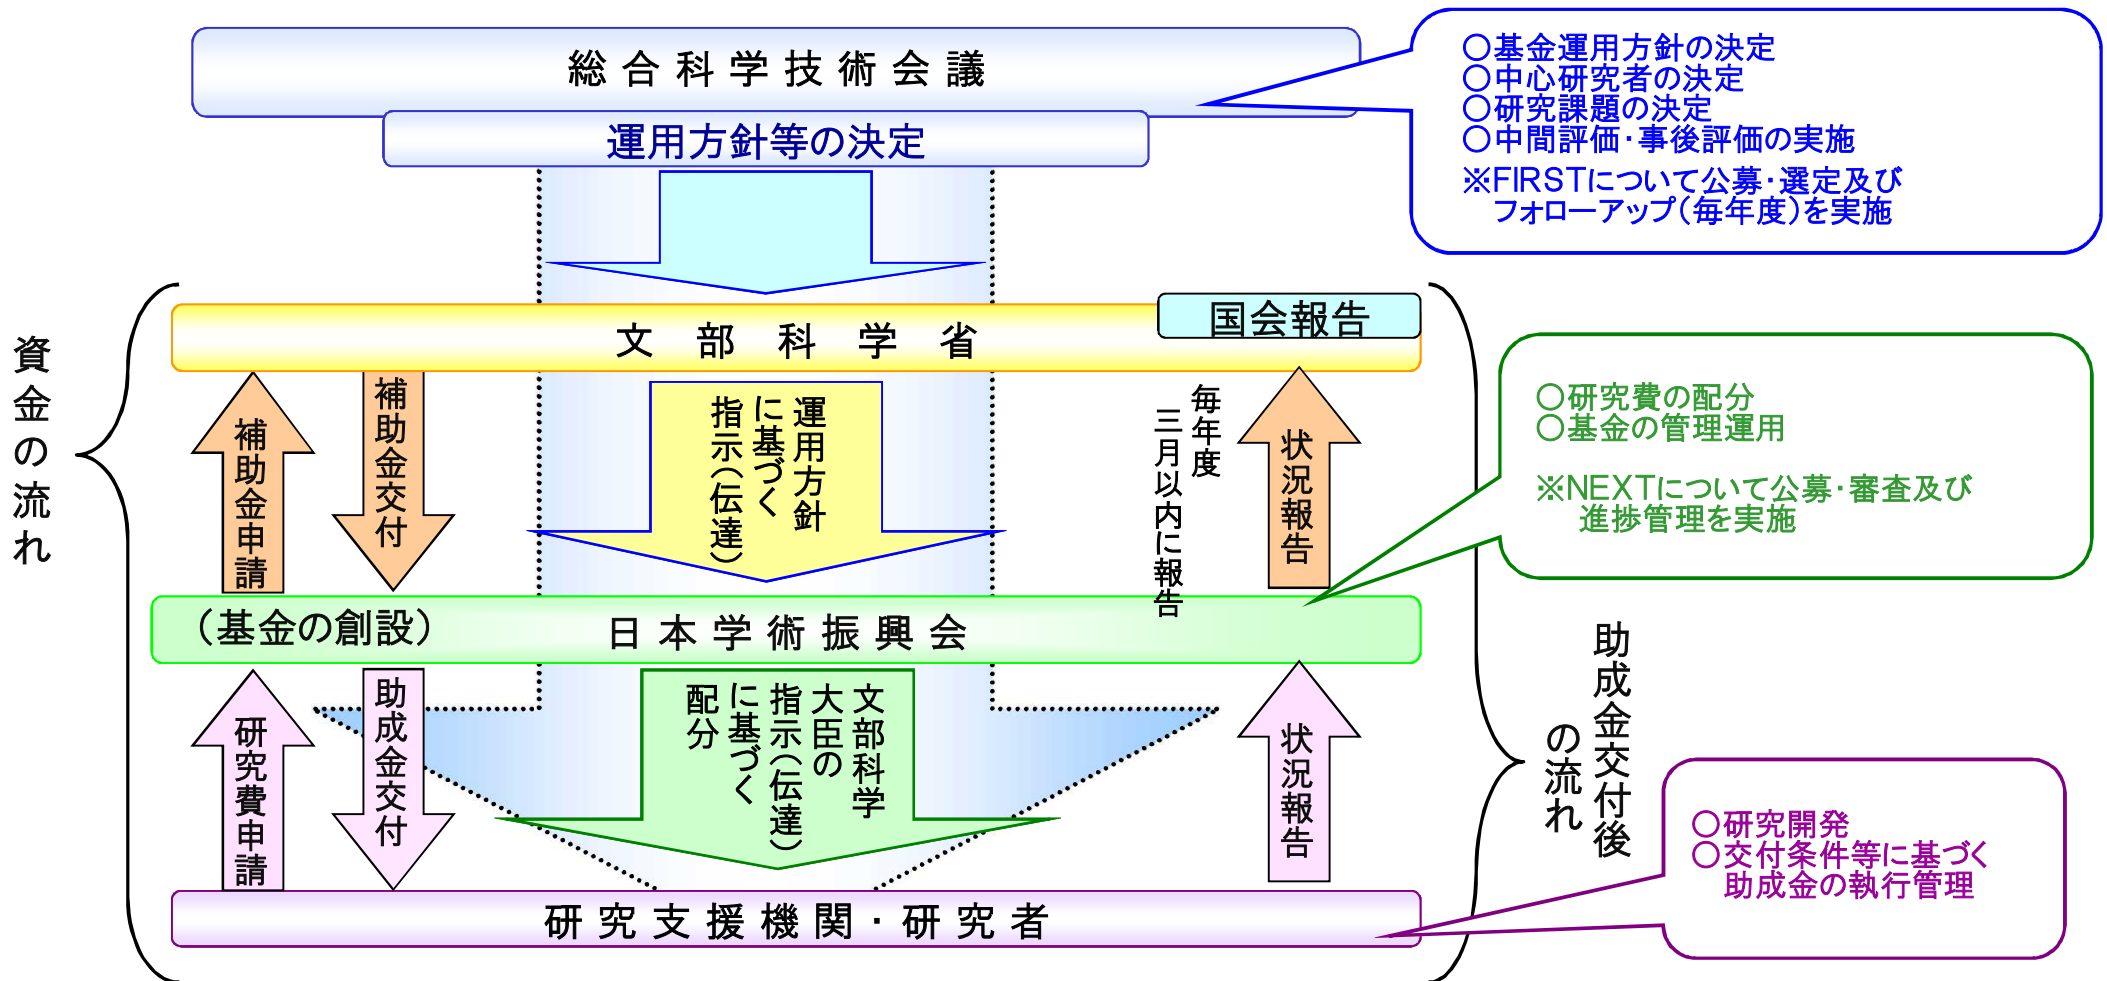 総合科学技術会議
運用方針等の決定
○基金運用方針の決定
○中心研究者の決定
○研究課題の決定
○中間評価・事後評価の実施
※FIRSTについて公募・選定及び
フォローアップ（毎年度）を実施
資金の流れ
文部科学省
国会報告
補助金申請
補助金交付
運用方針
に基づく
指示（伝達）
毎年度
三月以内に報告
状況報告
○研究費の配分
○基金の管理運用
※NEXTについて公募・審査及び
進捗管理を実施
（基金の創設）
日本学術振興会
研究費申請
助成金交付
文部科学
大臣の
指示（伝達）
に基づく
配分
状況報告
助成金交付後
の流れ
○研究開発
○交付条件等に基づく
助成金の執行管理
研究支援機関・研究者